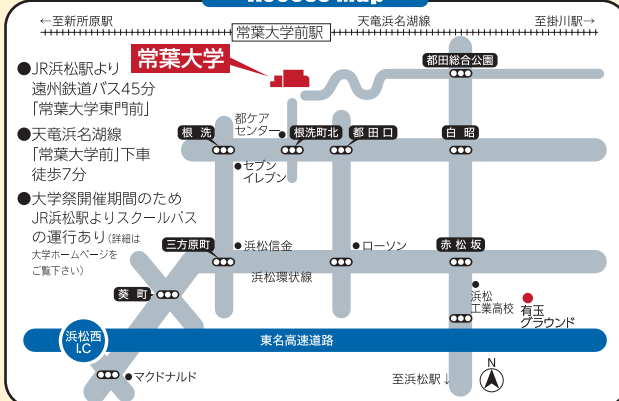 Access Map
←至新所原駅
天竜浜名湖線
至掛川駅→
常葉大学前駅
常葉大学
都田総合公園
●JR浜松駅より
遠州鉄道バス45分
「常葉大学東門前」
●天竜浜名湖線
「常葉大学前」下車
徒歩7分
●大学祭開催期間のため
JR浜松駅よりスクールバス
の運行あり(詳細は
大学ホームページを
ご覧下さい)
都ケア
センター
根洗
根洗町北
都田口
白昭
セブン
イレブン
三方原町
浜松信金
ローソン
赤松坂
浜松環状線
葵町
浜松
工業高校
有玉
グラウンド
浜松西
I.C
東名高速道路
マクドナルド
至浜松駅↓
N